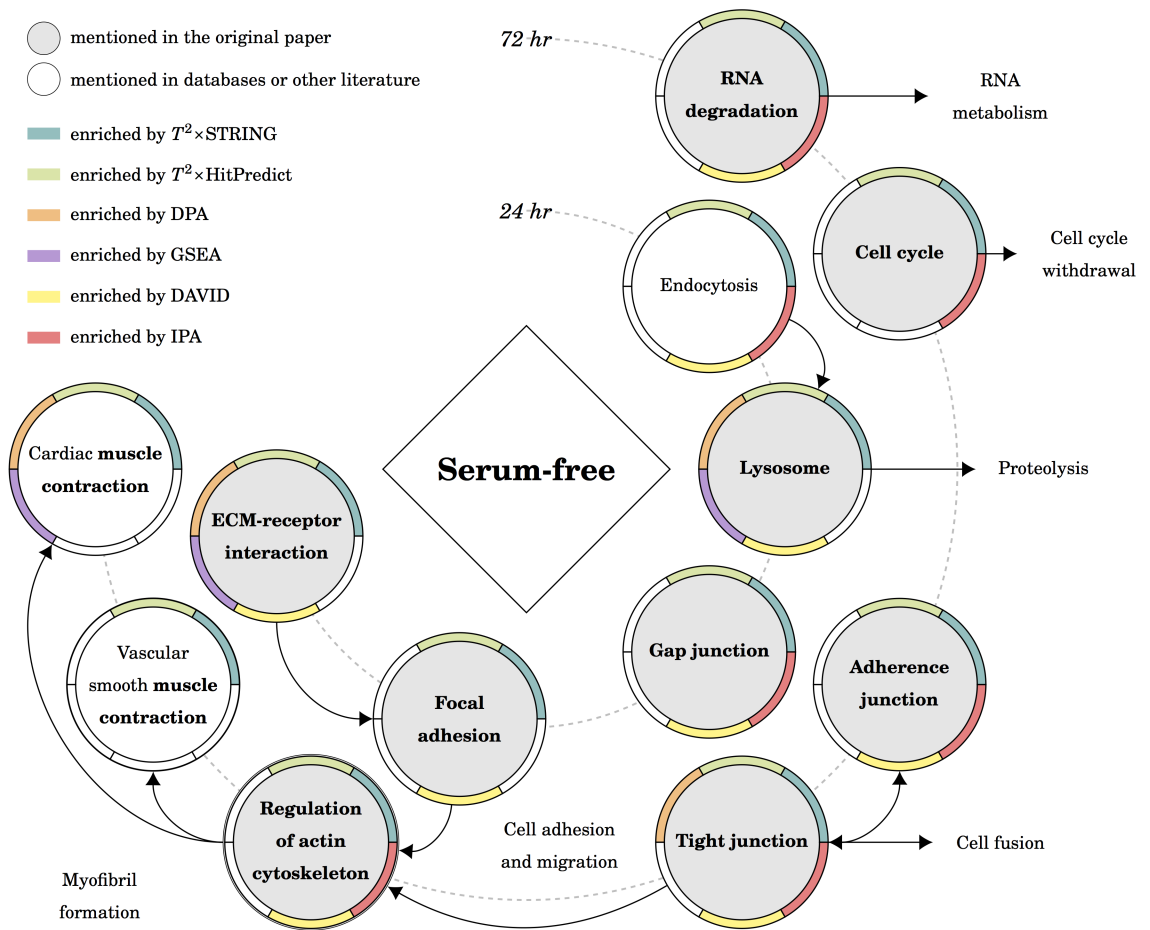 mentioned in the original paper
mentioned in databases or other literature
enriched by T²×STRING
enriched by T²×HitPredict
enriched by DPA
enriched by GSEA
enriched by DAVID
enriched by IPA
72 hr
RNA
degradation
RNA
metabolism
24 hr
Endocytosis
Cell cycle
Cell cycle
withdrawal
Serum-free
Lysosome
Proteolysis
Cardiac muscle
contraction
ECM-receptor
interaction
Vascular
smooth muscle
contraction
Focal
adhesion
Gap junction
Adherence
junction
Regulation
of actin
cytoskeleton
Cell adhesion
and migration
Tight junction
Cell fusion
Myofibril
formation